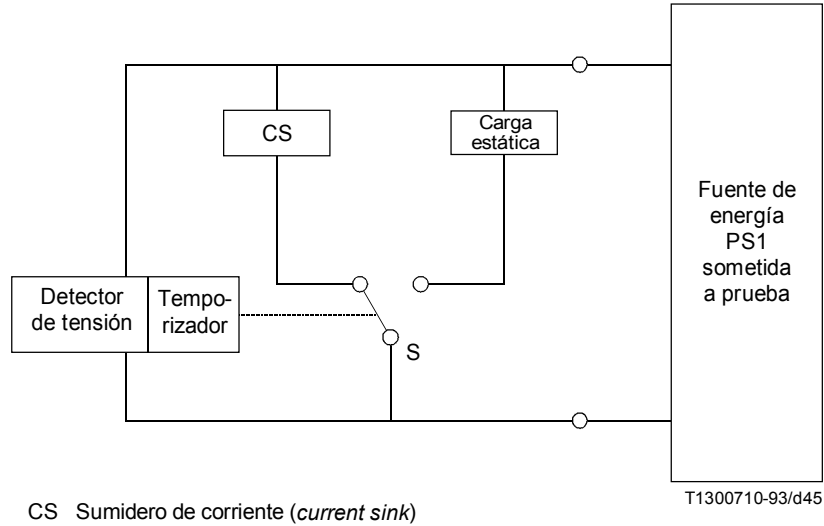 CS
Carga
estática
Fuente de
energía
PS1
sometida
a prueba
Detector
de tensión
Tempo-
rizador
S
T1300710-93/d45
CS Sumidero de corriente (current sink)